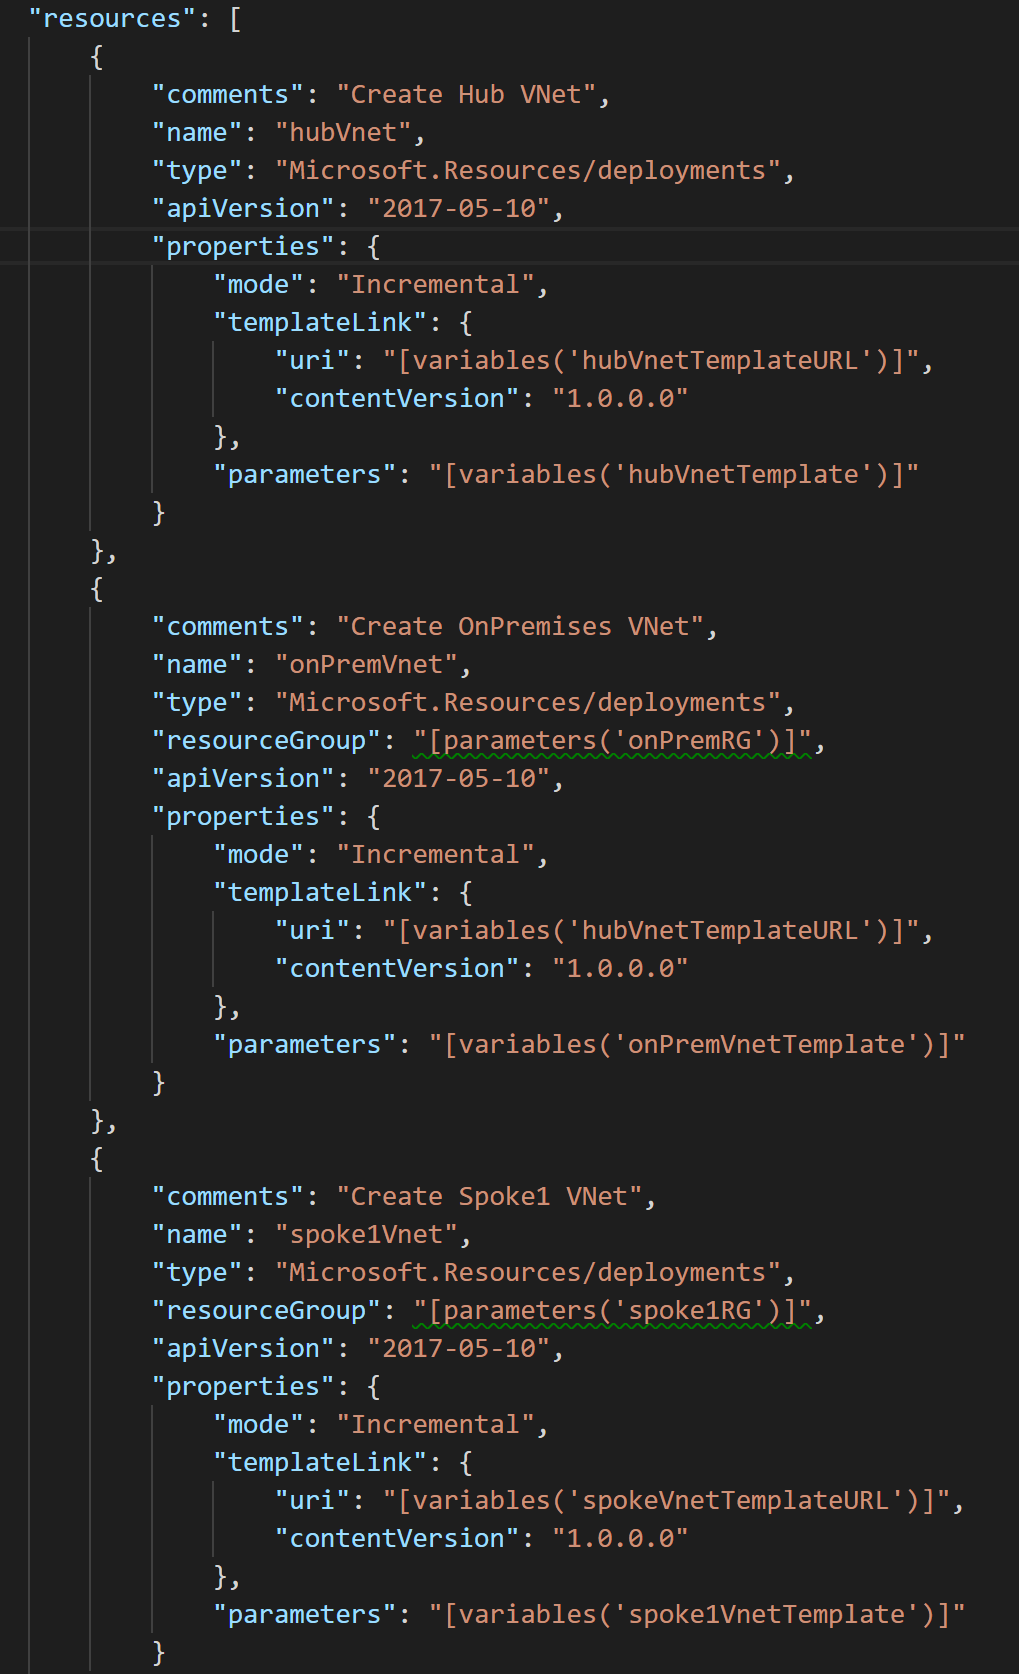 "resources": [
{
"comments": "Create Hub VNet",
"name": "hubVnet",
"type": "Microsoft.Resources/deployments",
"apiVersion": "2017-05-10",
"properties": {
"mode": "Incremental",
"templateLink": {
"uri": "[variables('hubVnetTemplateURL')]",
"contentVersion": "1.0.0.0"
},
"parameters": "[variables('hubVnetTemplate')]"
}
},
{
"comments": "Create OnPremises VNet",
"name": "onPremVnet",
"type": "Microsoft.Resources/deployments",
"resourceGroup": "[parameters('onPremRG')]",
"apiVersion": "2017-05-10",
"properties": {
"mode": "Incremental",
"templateLink": {
"uri": "[variables('hubVnetTemplateURL')]",
"contentVersion": "1.0.0.0"
},
"parameters": "[variables('onPremVnetTemplate')]"
}
},
{
"comments": "Create Spoke1 VNet",
"name": "spoke1Vnet",
"type": "Microsoft.Resources/deployments",
"resourceGroup": "[parameters('spoke1RG')]",
"apiVersion": "2017-05-10",
"properties": {
"mode": "Incremental",
"templateLink": {
"uri": "[variables('spokeVnetTemplateURL')]",
"contentVersion": "1.0.0.0"
},
"parameters": "[variables('spoke1VnetTemplate')]"
}